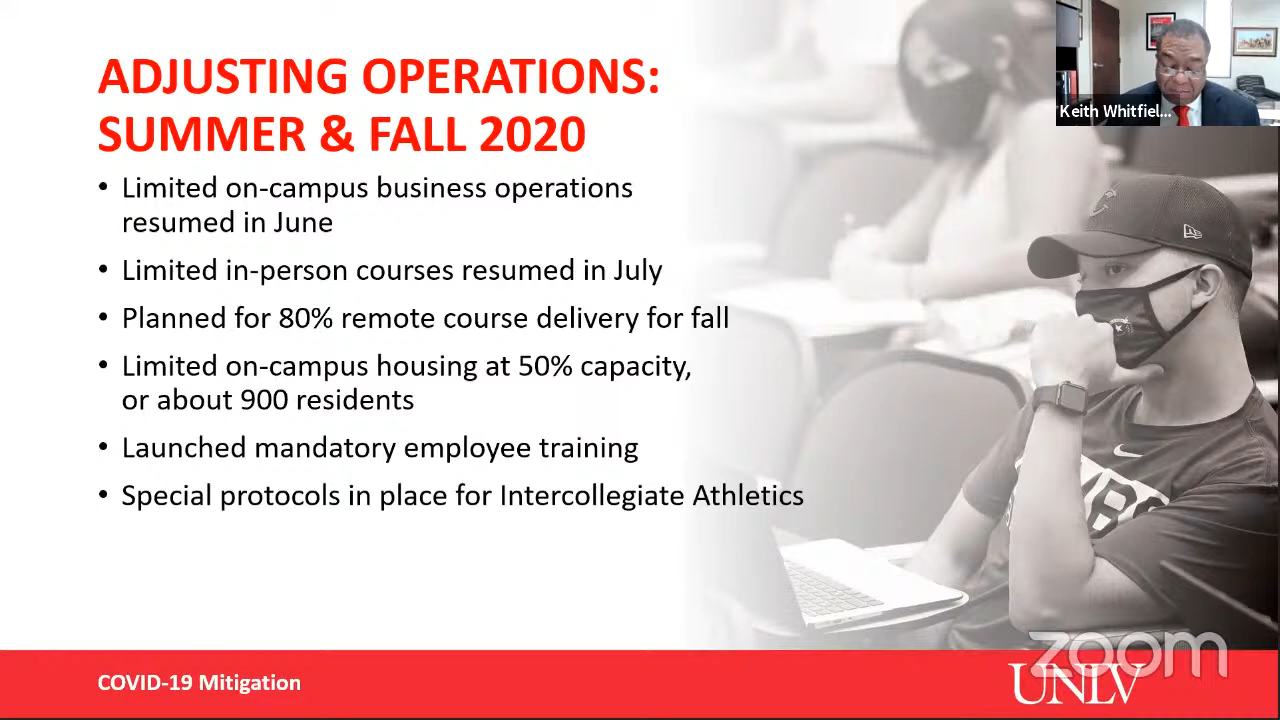 ADJUSTING OPERATIONS:
SUMMER & FALL 2020
Keith Whitfiel...
• Limited on-campus business operations
resumed in June
• Limited in-person courses resumed in July
• Planned for 80% remote course delivery for fall
• Limited on-campus housing at 50% capacity,
or about 900 residents
• Launched mandatory employee training
• Special protocols in place for Intercollegiate Athletics
zoom
COVID-19 Mitigation
UNLV